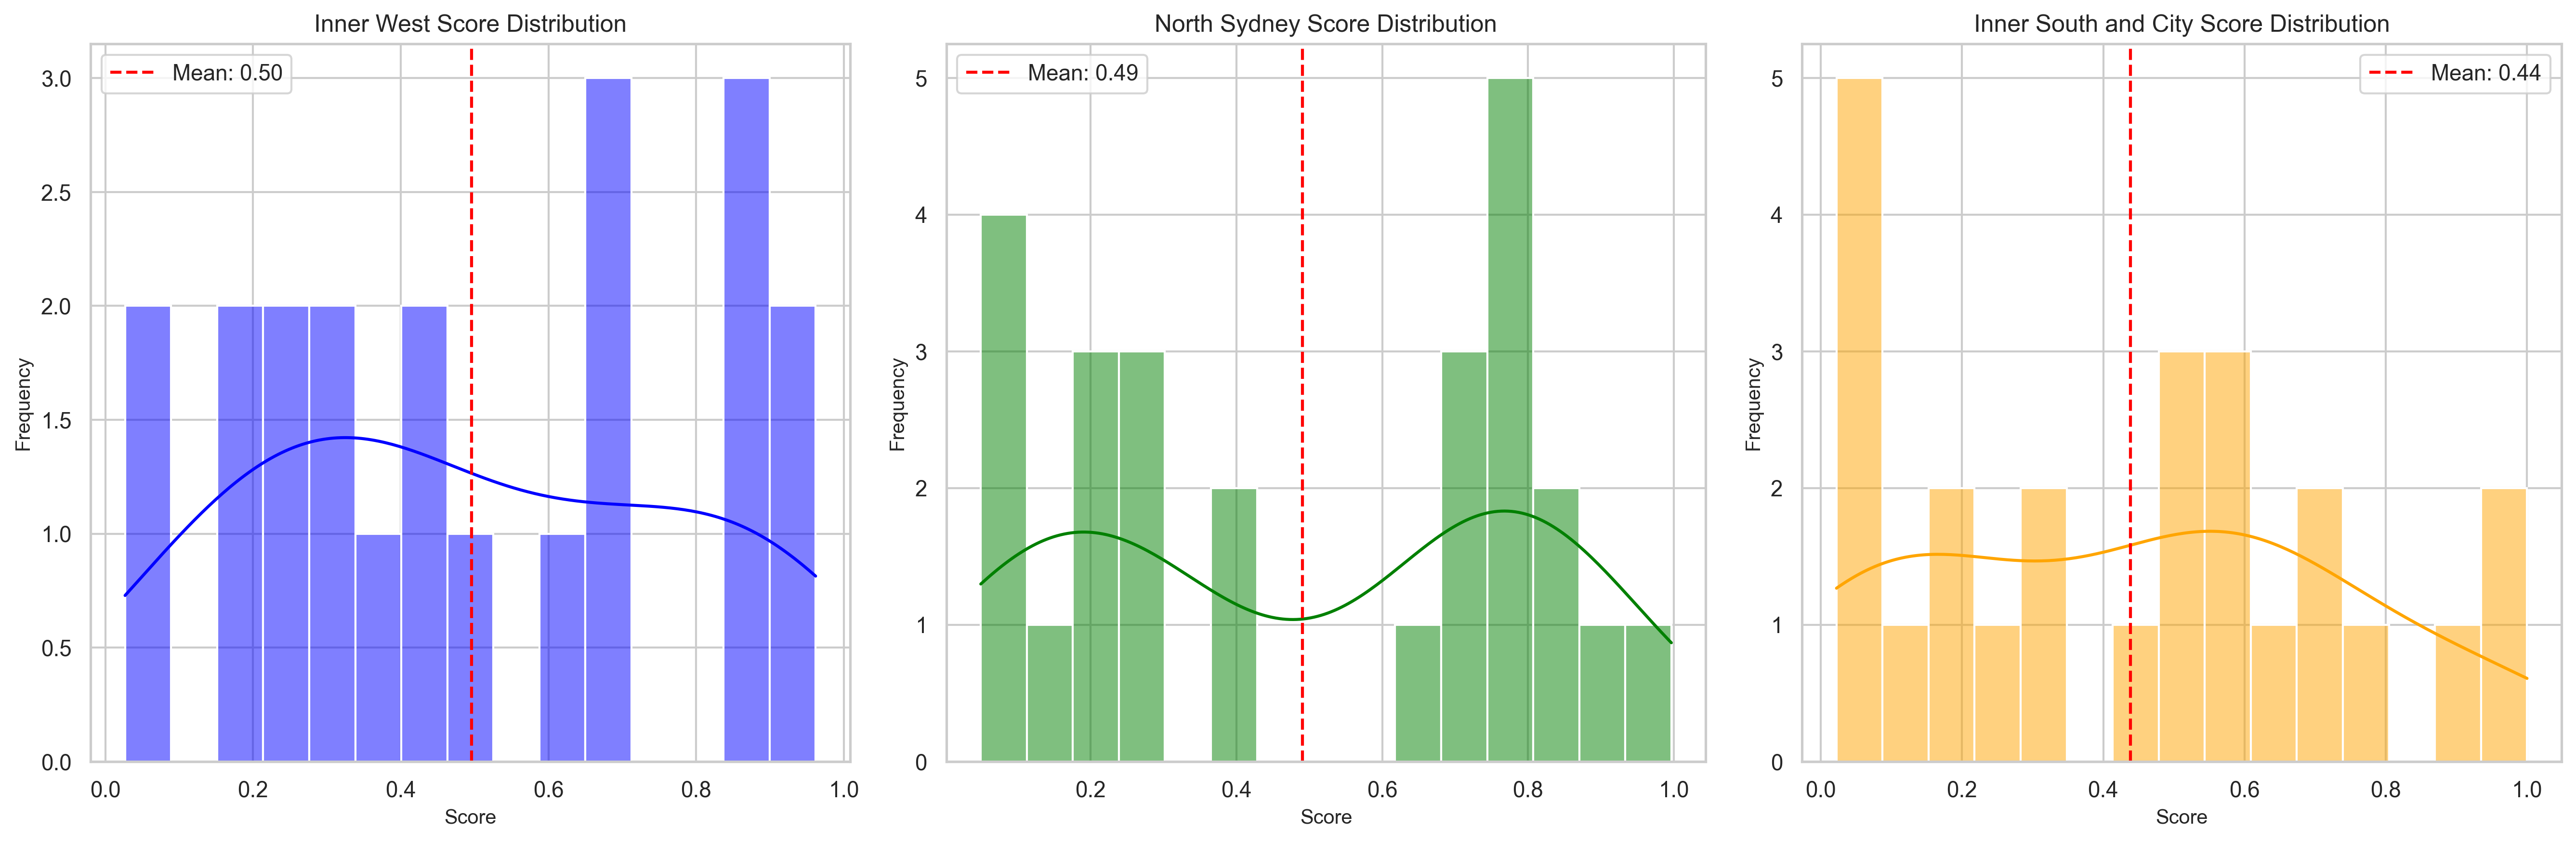 Inner West Score Distribution
Mean: 0.50
3.0
2.5
2.0
1.5
1.0
0.5
0.0
Frequency
0.0 0.2 0.4 0.6 0.8 1.0
Score
North Sydney Score Distribution
Mean: 0.49
5
4
3
2
1
0
Frequency
0.2 0.4 0.6 0.8 1.0
Score
Inner South and City Score Distribution
Mean: 0.44
5
4
3
2
1
0
Frequency
0.0 0.2 0.4 0.6 0.8 1.0
Score